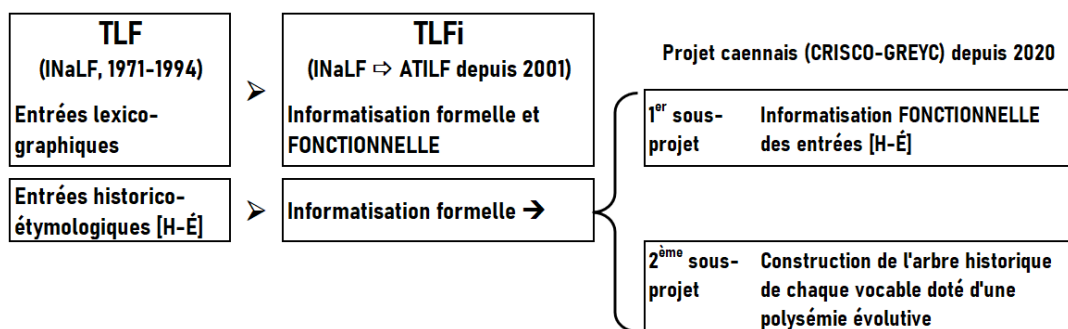 TLF
(INaLF, 1971-1994)
Entrées lexico-
graphiques
TLFi
(INaLF ⇨ ATILF depuis 2001)
Informatisation formelle et
FONCTIONNELLE
Entrées historico-
étymologiques [H-É]
Informatisation formelle ➔
Projet caennais (CRISCO-GREYC) depuis 2020
1er sous-
projet
Informatisation FONCTIONNELLE
des entrées [H-É]
2ème sous-
projet
Construction de l'arbre historique
de chaque vocable doté d'une
polysémie évolutive